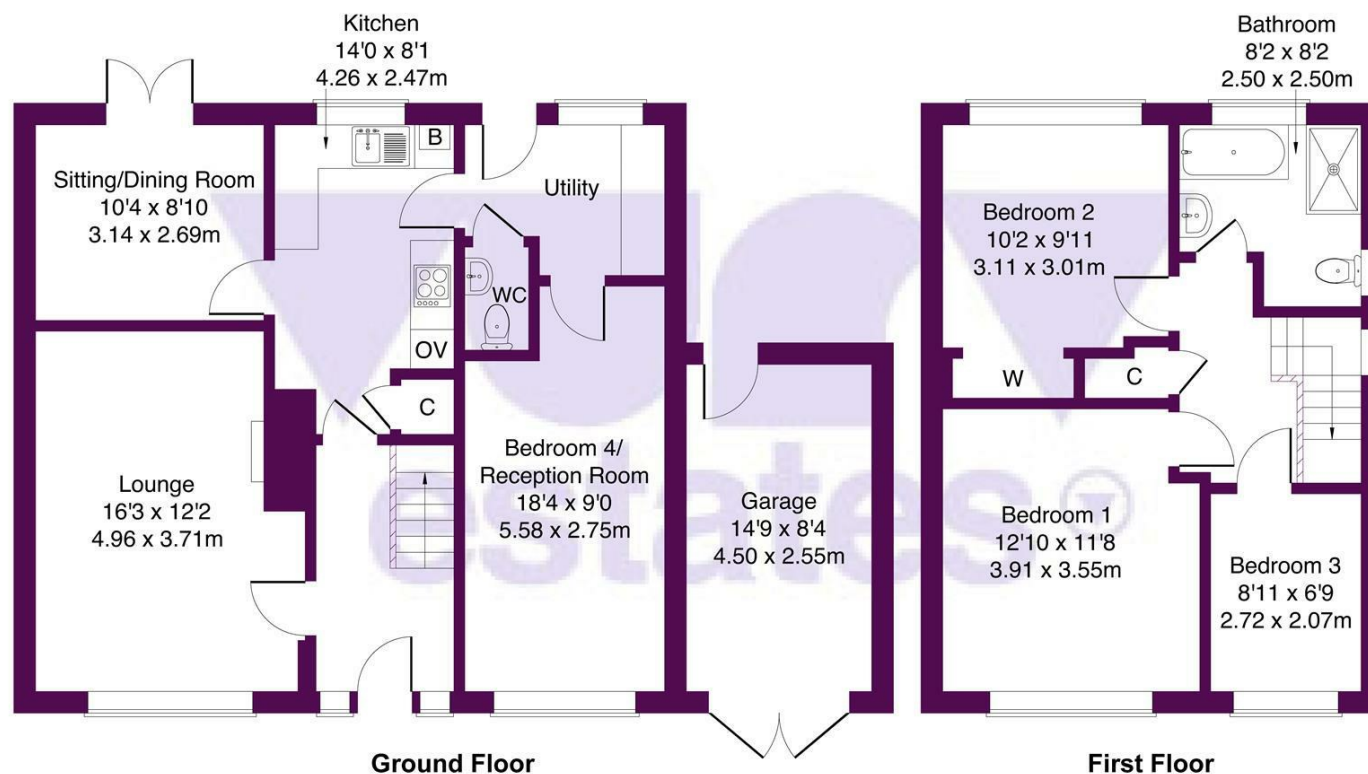 Kitchen
14'0 x 8'1
4.26 x 2.47m
B
Sitting/Dining Room
10'4 x 8'10
3.14 x 2.69m
Utility
WC
OV
C
Lounge
16'3 x 12'2
4.96 x 3.71m
Bedroom 4/
Reception Room
18'4 x 9'0
5.58 x 2.75m
Garage
14'9 x 8'4
4.50 x 2.55m
Ground Floor
Bathroom
8'2 x 8'2
2.50 x 2.50m
Bedroom 2
10'2 x 9'11
3.11 x 3.01m
W
C
Bedroom 1
12'10 x 11'8
3.91 x 3.55m
Bedroom 3
8'11 x 6'9
2.72 x 2.07m
First Floor
estates